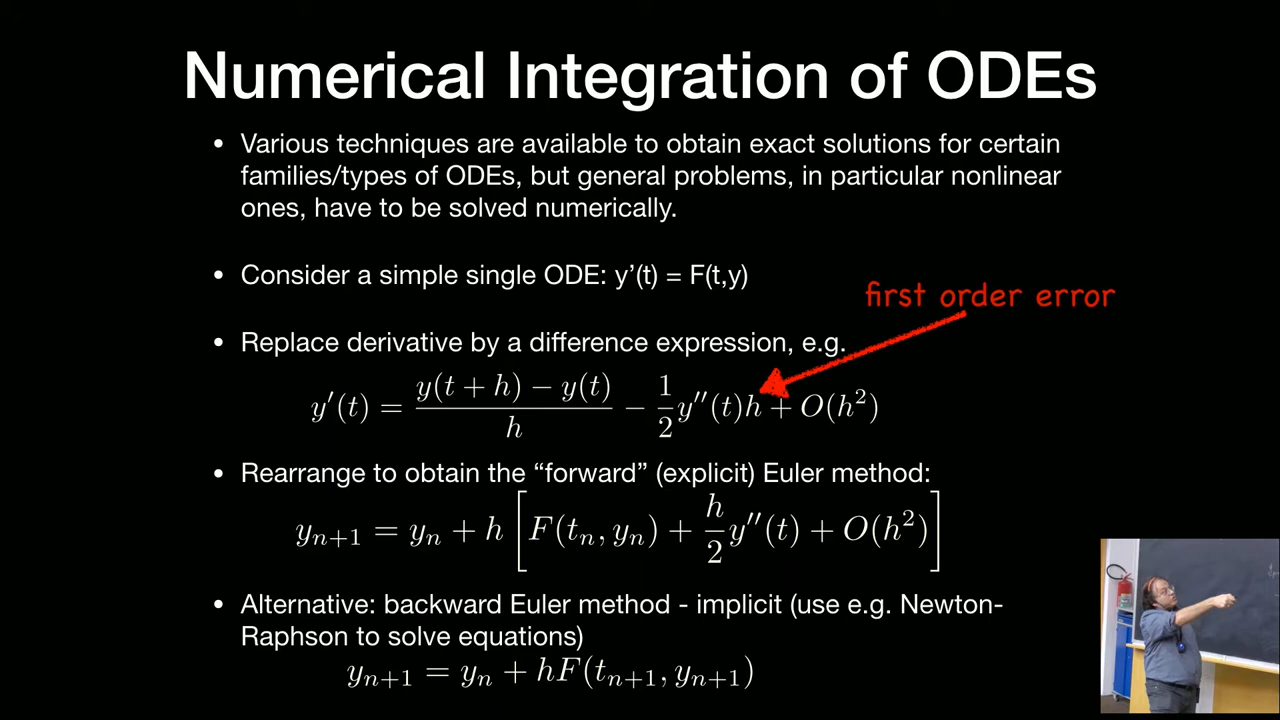 Numerical Integration of ODEs
• Various techniques are available to obtain exact solutions for certain
families/types of ODEs, but general problems, in particular nonlinear
ones, have to be solved numerically.
• Consider a simple single ODE: y’(t) = F(t,y)
first order error
• Replace derivative by a difference expression, e.g.
y′(t) = \frac{y(t + h) − y(t)}{h} − \frac{1}{2}y″(t)h + O(h²)
• Rearrange to obtain the “forward” (explicit) Euler method:
y_{n+1} = y_n + h [F(t_n, y_n) + \frac{h}{2}y″(t) + O(h²)]
• Alternative: backward Euler method - implicit (use e.g. Newton-
Raphson to solve equations)
y_{n+1} = y_n + hF(t_{n+1}, y_{n+1})